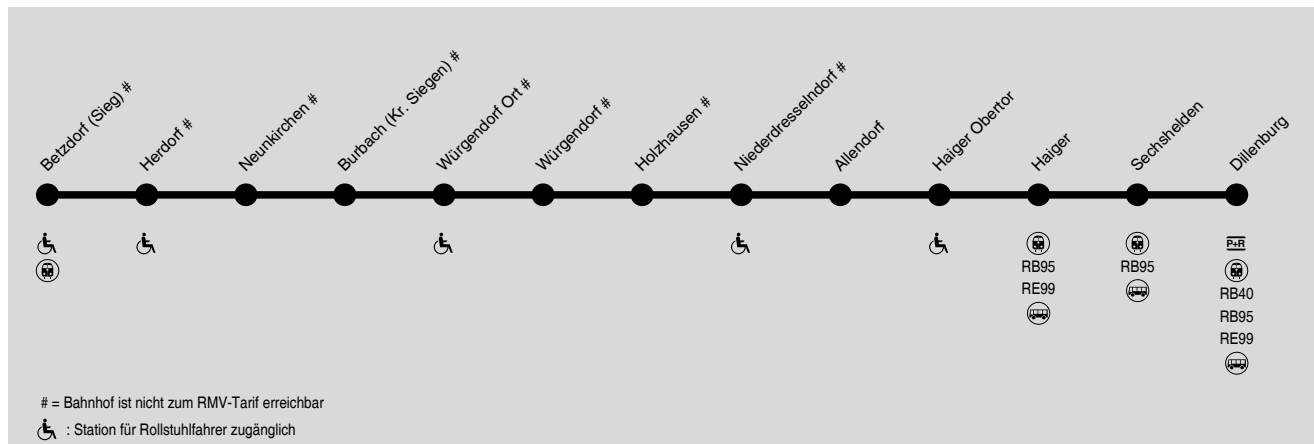 Betzdorf (Sieg) #
Herdorf #
Neunkirchen #
Burbach (Kr. Siegen) #
Würgendorf Ort #
Würgendorf #
Holzhausen #
Niederdresselndorf #
Allendorf
Haiger Obertor
Haiger
Sechshelden
Dillenburg
RB95
RE99
RB95
P+R
RB40
RB95
RE99
# = Bahnhof ist nicht zum RMV-Tarif erreichbar
: Station für Rollstuhlfahrer zugänglich